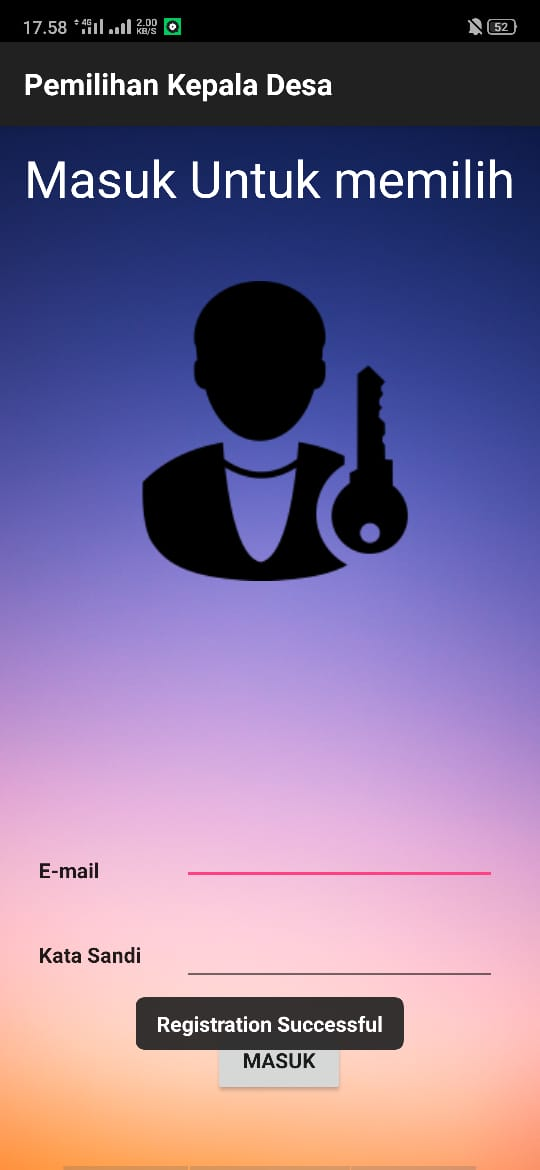 17.58 4G 2.00 KB/S 52
Pemilihan Kepala Desa
Masuk Untuk memilih
E-mail
Kata Sandi
Registration Successful
MASUK